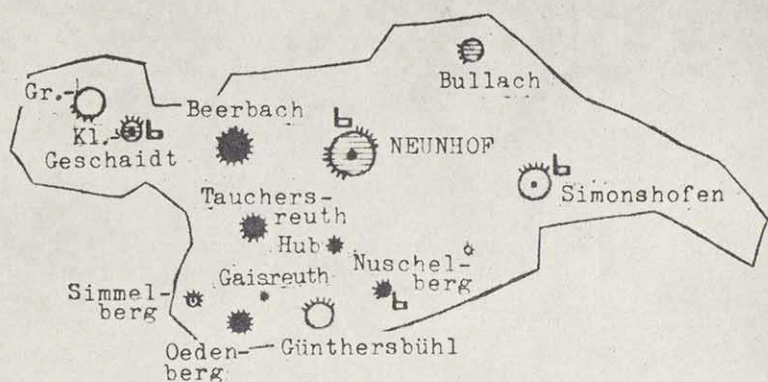 Bullach
Gr.-
Beerbach
Kl.-
Geschaidt
NEUNHOF
Simonshofen
Tauchers-
reuth
Hub
Nuschel-
berg
Gaisreuth
Simmel-
berg
Oeden-
berg
Günthersbühl